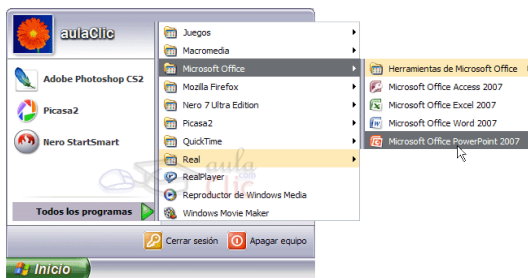 aulaClic
Adobe Photoshop CS2
Picasa2
Nero StartSmart
Todos los programas
Juegos
Macromedia
Microsoft Office
Mozilla Firefox
Nero 7 Ultra Edition
Picasa2
QuickTime
Real
RealPlayer
Reproductor de Windows Media
Windows Movie Maker
Herramientas de Microsoft Office
Microsoft Office Access 2007
Microsoft Office Excel 2007
Microsoft Office Word 2007
Microsoft Office PowerPoint 2007
aula
Clic
Cerrar sesión
Apagar equipo
Inicio